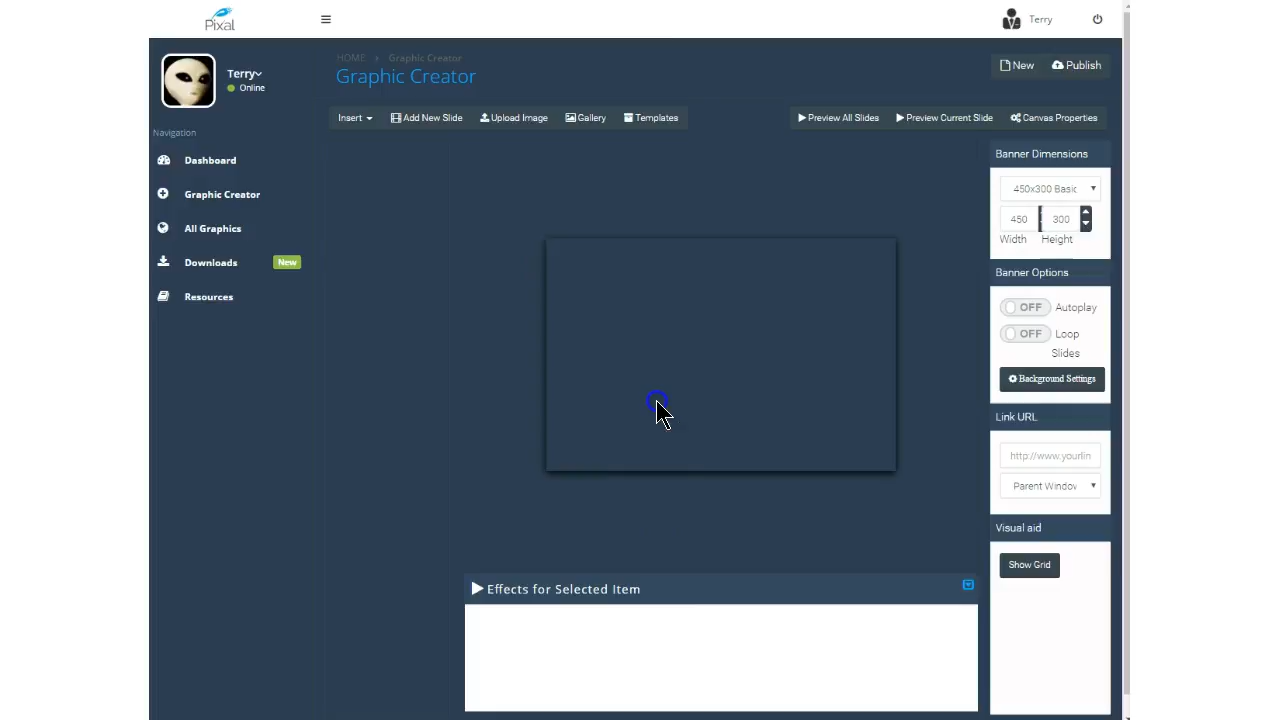 Pixal
Terry
HOME > Graphic Creator
Graphic Creator
New
Publish
Terry
Online
Navigation
Dashboard
Graphic Creator
All Graphics
Downloads
New
Resources
Insert
Add New Slide
Upload Image
Gallery
Templates
Preview All Slides
Preview Current Slide
Canvas Properties
Banner Dimensions
450x300 Basic
450
300
Width
Height
Banner Options
OFF Autoplay
OFF Loop
Slides
Background Settings
Link URL
http://www.yourlin
Parent Window
Visual aid
Show Grid
Effects for Selected Item